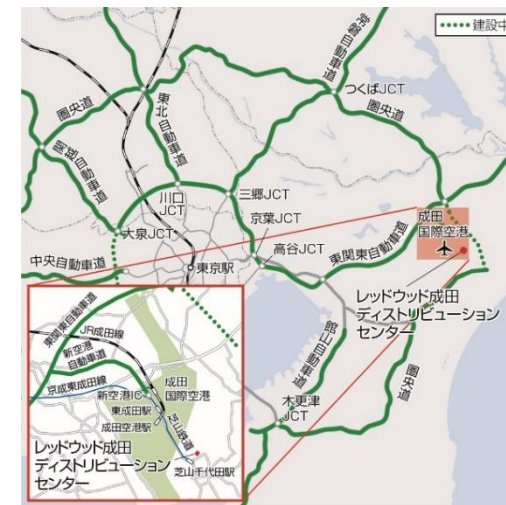 建設中
常磐自動車道
つくばJCT
圏央道
圏央道
東北自動車道
関越自動車道
川口
JCT
三郷JCT
大泉JCT
京葉JCT
高谷JCT
東関東自動車道
成田
国際空港
中央自動車道
東京駅
レッドウッド成田
ディストリビューション
センター
館山自動車道
圏央道
木更津
JCT
東関東自動車道
JR成田線
新空港
自動車道
京成東成田線
新空港IC
成田
国際空港
東成田駅
成田空港駅
芝山鉄道
レッドウッド成田
ディストリビューション
センター
芝山千代田駅